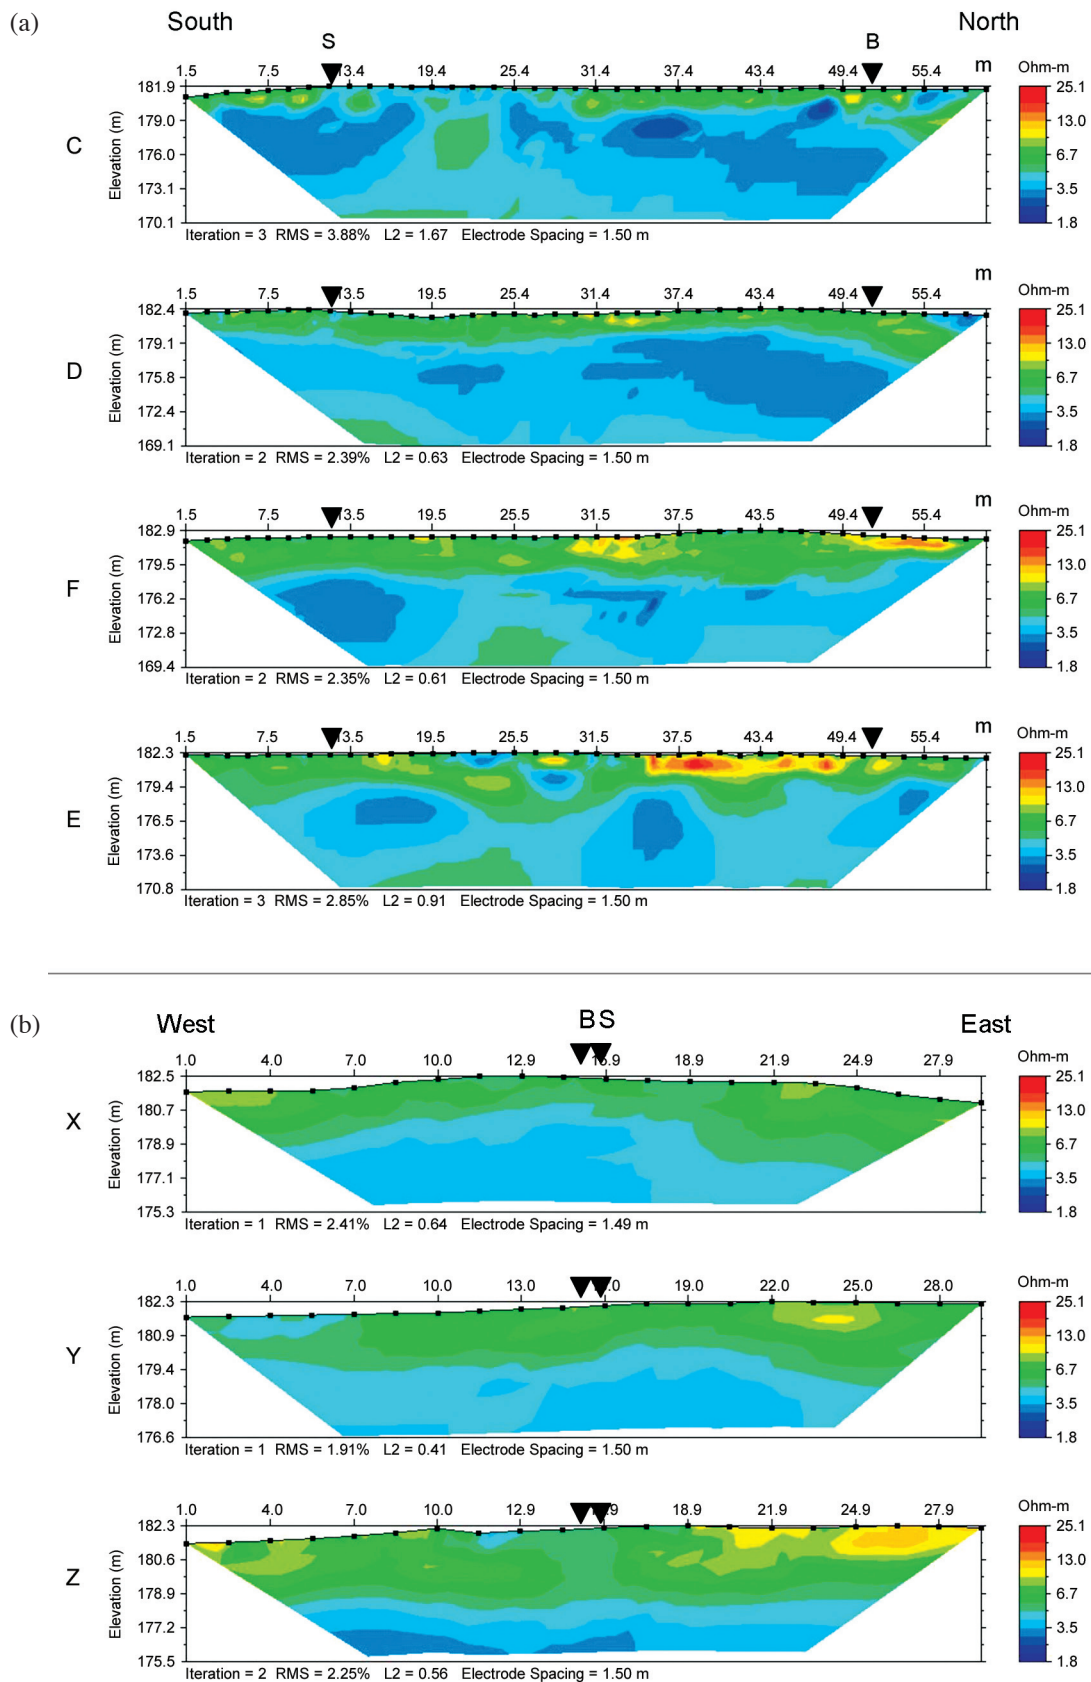 (a)
South North
S B
1.5 7.5 13.4 19.4 25.4 31.4 37.4 43.4 49.4 55.4 m
C
Elevation (m)
181.9
179.0
176.0
173.1
170.1
Iteration = 3 RMS = 3.88% L2 = 1.67 Electrode Spacing = 1.50 m
Ohm-m
25.1
13.0
6.7
3.5
1.8
1.5 7.5 13.5 19.5 25.4 31.4 37.4 43.4 49.4 55.4 m
D
Elevation (m)
182.4
179.1
175.8
172.4
169.1
Iteration = 2 RMS = 2.39% L2 = 0.63 Electrode Spacing = 1.50 m
Ohm-m
25.1
13.0
6.7
3.5
1.8
1.5 7.5 13.5 19.5 25.5 31.5 37.5 43.5 49.4 55.4 m
F
Elevation (m)
182.9
179.5
176.2
172.8
169.4
Iteration = 2 RMS = 2.35% L2 = 0.61 Electrode Spacing = 1.50 m
Ohm-m
25.1
13.0
6.7
3.5
1.8
1.5 7.5 13.5 19.5 25.5 31.5 37.5 43.4 49.4 55.4 m
E
Elevation (m)
182.3
179.4
176.5
173.6
170.8
Iteration = 3 RMS = 2.85% L2 = 0.91 Electrode Spacing = 1.50 m
Ohm-m
25.1
13.0
6.7
3.5
1.8
(b)
West East
B S
1.0 4.0 7.0 10.0 12.9 15.9 18.9 21.9 24.9 27.9
X
Elevation (m)
182.5
180.7
178.9
177.1
175.3
Iteration = 1 RMS = 2.41% L2 = 0.64 Electrode Spacing = 1.49 m
Ohm-m
25.1
13.0
6.7
3.5
1.8
1.0 4.0 7.0 10.0 13.0 16.0 19.0 22.0 25.0 28.0
Y
Elevation (m)
182.3
180.9
179.4
178.0
176.6
Iteration = 1 RMS = 1.91% L2 = 0.41 Electrode Spacing = 1.50 m
Ohm-m
25.1
13.0
6.7
3.5
1.8
1.0 4.0 7.0 10.0 12.9 15.9 18.9 21.9 24.9 27.9
Z
Elevation (m)
182.3
180.6
178.9
177.2
175.5
Iteration = 2 RMS = 2.25% L2 = 0.56 Electrode Spacing = 1.50 m
Ohm-m
25.1
13.0
6.7
3.5
1.8